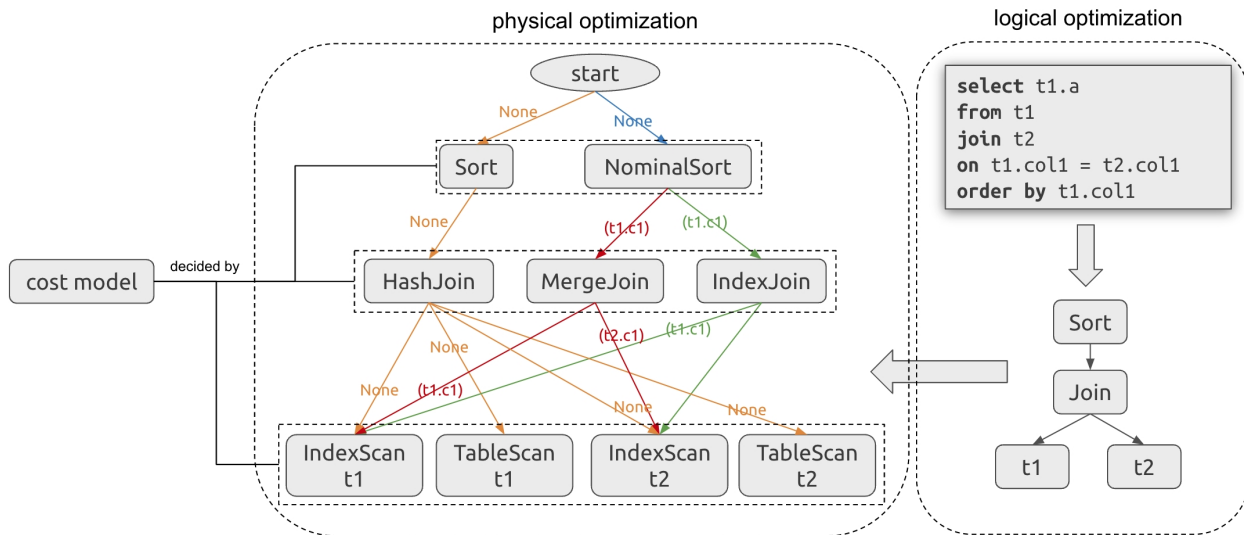 physical optimization
logical optimization
start
select t1.a
from t1
join t2
on t1.col1 = t2.col1
order by t1.col1
None
None
Sort
NominalSort
None
(t1.c1)
(t1.c1)
cost model
decided by
HashJoin
MergeJoin
IndexJoin
Sort
None
(t2.c1)
(t1.c1)
None
(t1.c1)
None
None
Join
IndexScan
t1
TableScan
t1
IndexScan
t2
TableScan
t2
t1
t2